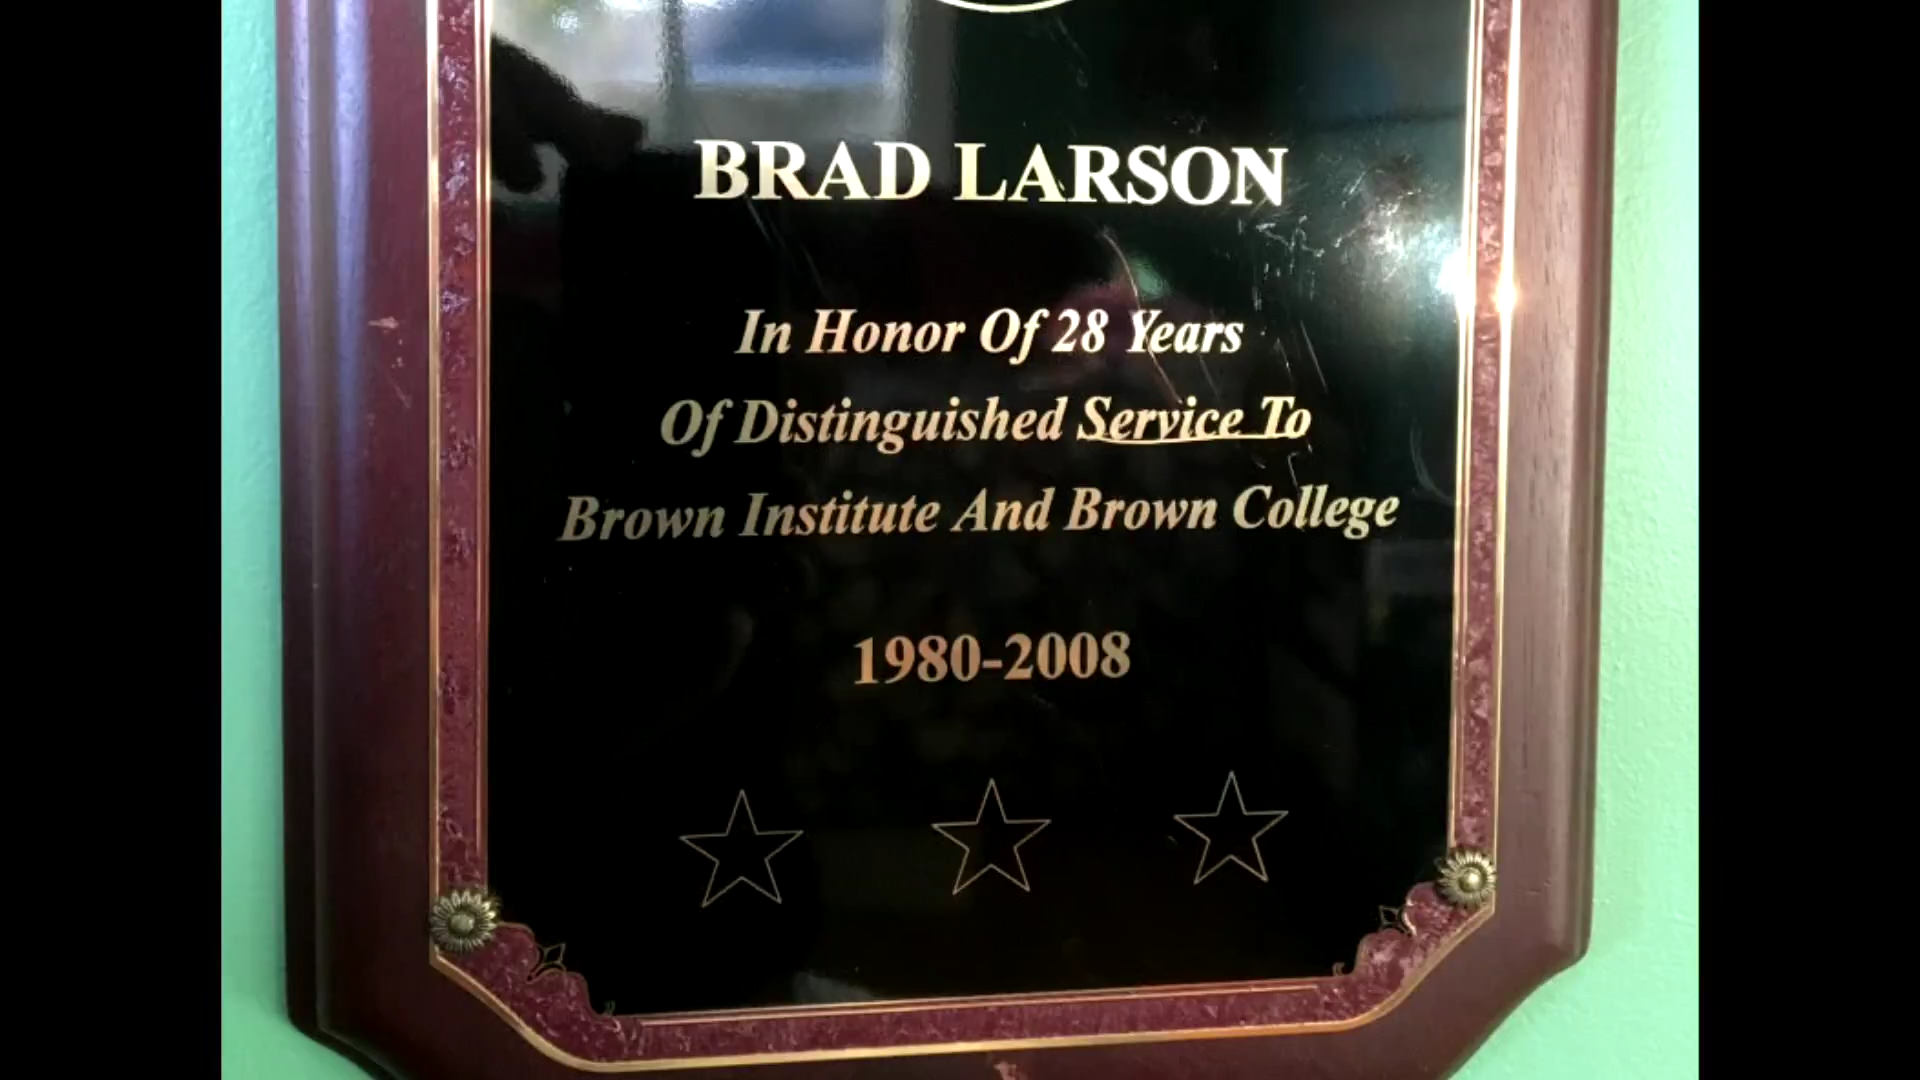 BRAD LARSON
In Honor Of 28 Years
Of Distinguished Service To
Brown Institute And Brown College
1980-2008